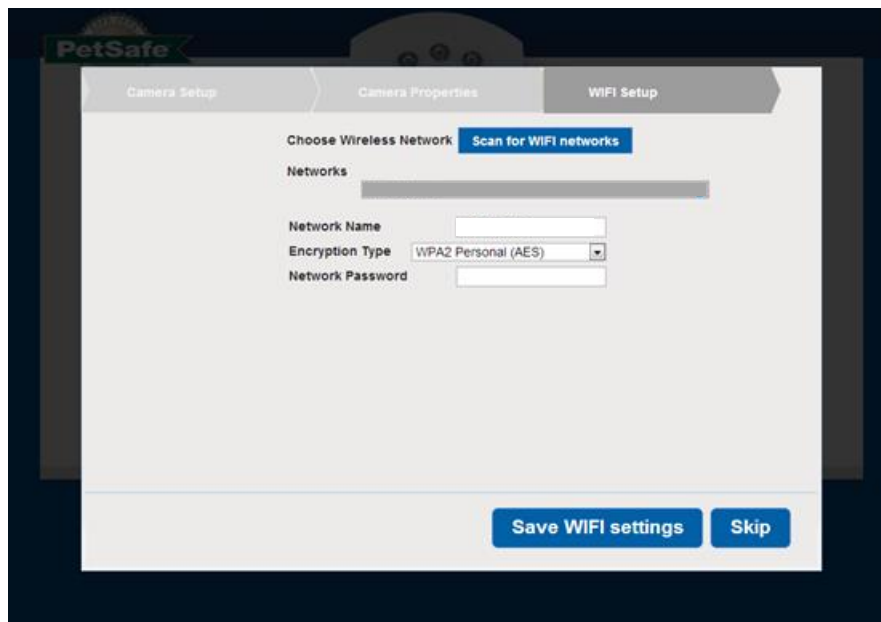 PetSafe
Camera Setup Camera Properties WIFI Setup
Choose Wireless Network Scan for WIFI networks
Networks
Network Name
Encryption Type WPA2 Personal (AES)
Network Password
Save WIFI settings Skip